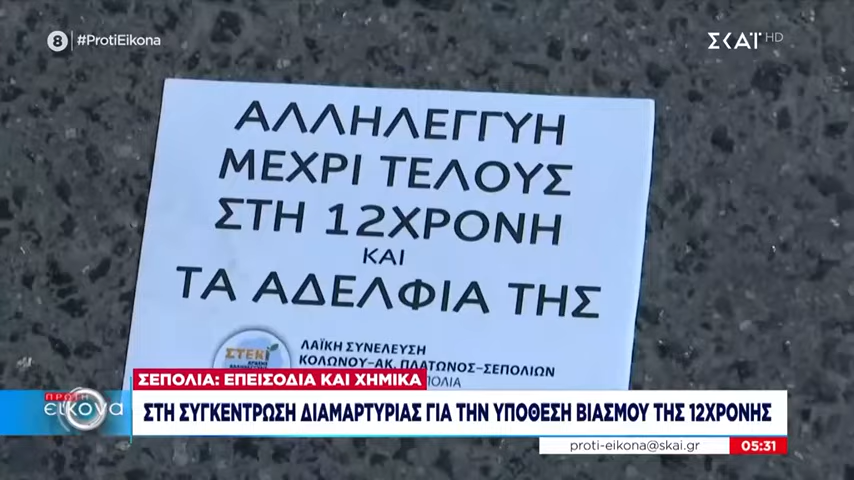 8 #ProtiEikona
ΣΚΑΪ HD
ΑΛΛΗΛΕΓΓΥΗ
ΜΕΧΡΙ ΤΕΛΟΥΣ
ΣΤΗ 12ΧΡΟΝΗ
ΚΑΙ
ΤΑ ΑΔΕΛΦΙΑ ΤΗΣ
ΣΤΕΚΙ
ΛΑΪΚΗ ΣΥΝΕΛΕΥΣΗ
ΚΟΛΩΝΟΥ–ΑΚ. ΠΛΑΤΩΝΟΣ–ΣΕΠΟΛΙΩΝ
ΣΕΠΟΛΙΑ: ΕΠΕΙΣΟΔΙΑ ΚΑΙ ΧΗΜΙΚΑ
ΠΡΩΤΗ
εικονα
ΣΤΗ ΣΥΓΚΕΝΤΡΩΣΗ ΔΙΑΜΑΡΤΥΡΙΑΣ ΓΙΑ ΤΗΝ ΥΠΟΘΕΣΗ ΒΙΑΣΜΟΥ ΤΗΣ 12ΧΡΟΝΗΣ
proti-eikona@skai.gr 05:31